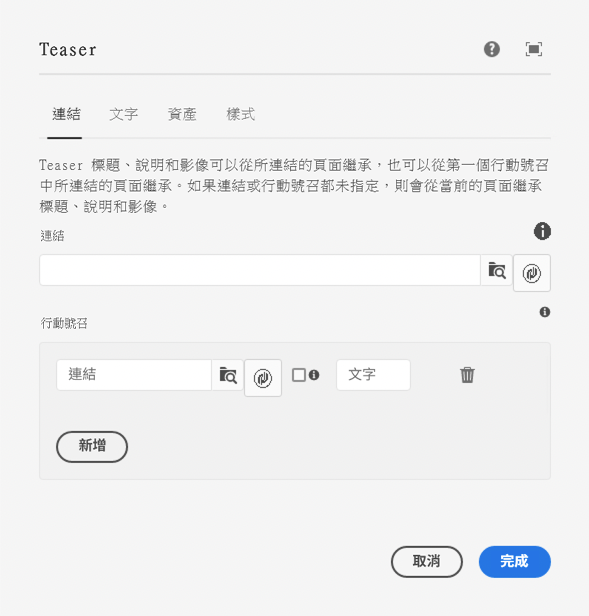 Teaser
連結 文字 資產 樣式
Teaser 標題、說明和影像可以從所連結的頁面繼承，也可以從第一個行動號召
中所連結的頁面繼承。如果連結或行動號召都未指定，則會從當前的頁面繼承
標題、說明和影像。
連結
行動號召
連結 文字
新增
取消 完成